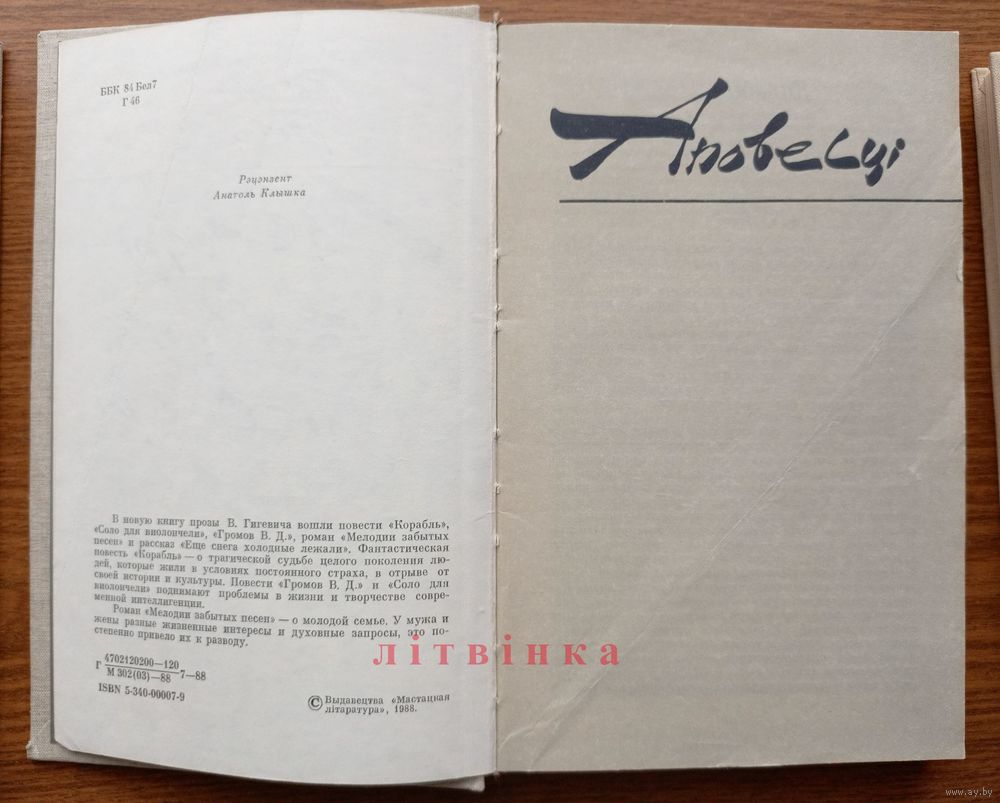 ББК 84 Бел7
Г 46
Рэцэнзент
Анатоль Клышка
В новую книгу прозы В. Гигевича вошли повести «Корабль»,
«Соло для виолончели», «Громов В. Д.», роман «Мелодии забытых
песен» и рассказ «Еще снега холодные лежали». Фантастическая
повесть «Корабль» — о трагической судьбе целого поколения лю-
дей, которые жили в условиях постоянного страха, в отрыве от
своей истории и культуры. Повести «Громов В. Д.» и «Соло для
виолончели» поднимают проблемы в жизни и творчестве совре-
менной интеллигенции.
Роман «Мелодии забытых песен» — о молодой семье. У мужа и
жены разные жизненные интересы и духовные запросы, это по-
степенно привело их к разводу.
Г 4702120200—120
М 302(03)—88 7—88
ISBN 5-340-00007-9
© Выдавецтва «Мастацкая
літаратура», 1988.
Аповесці
літвінка
www.ay.by